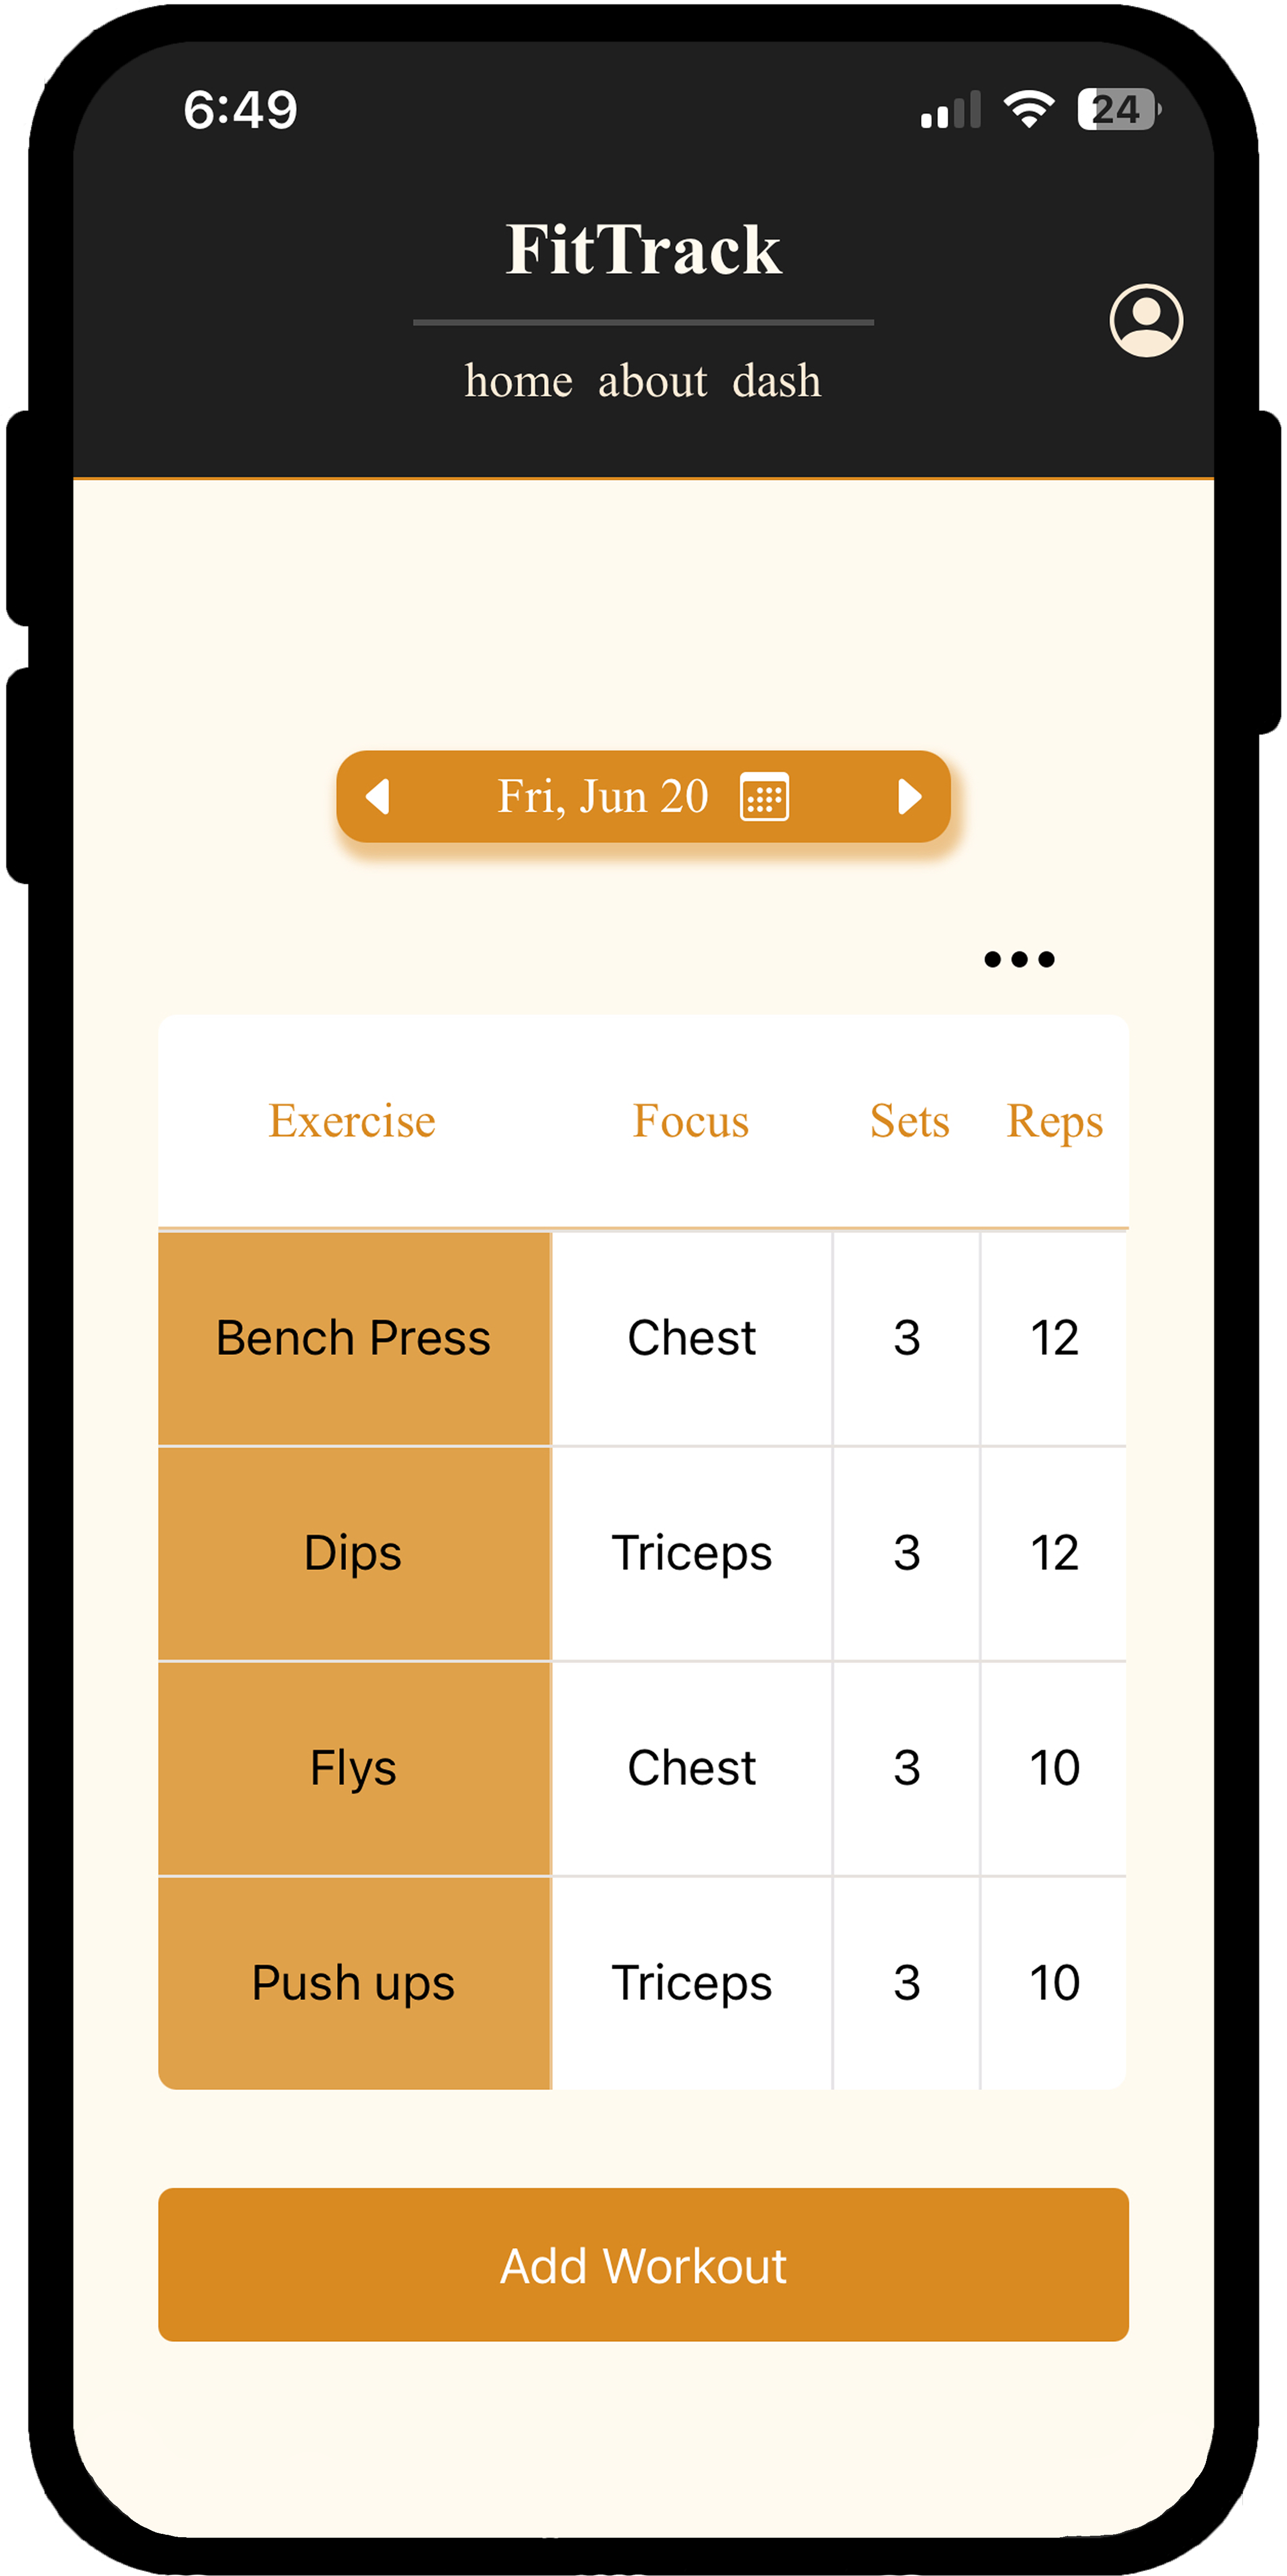 6:49 24
FitTrack
home about dash
Fri, Jun 20
Exercise Focus Sets Reps
Bench Press Chest 3 12
Dips Triceps 3 12
Flys Chest 3 10
Push ups Triceps 3 10
Add Workout